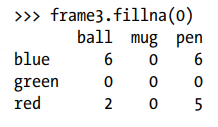 >>> frame3.fillna(0)
ball mug pen
blue 6 0 6
green 0 0 0
red 2 0 5